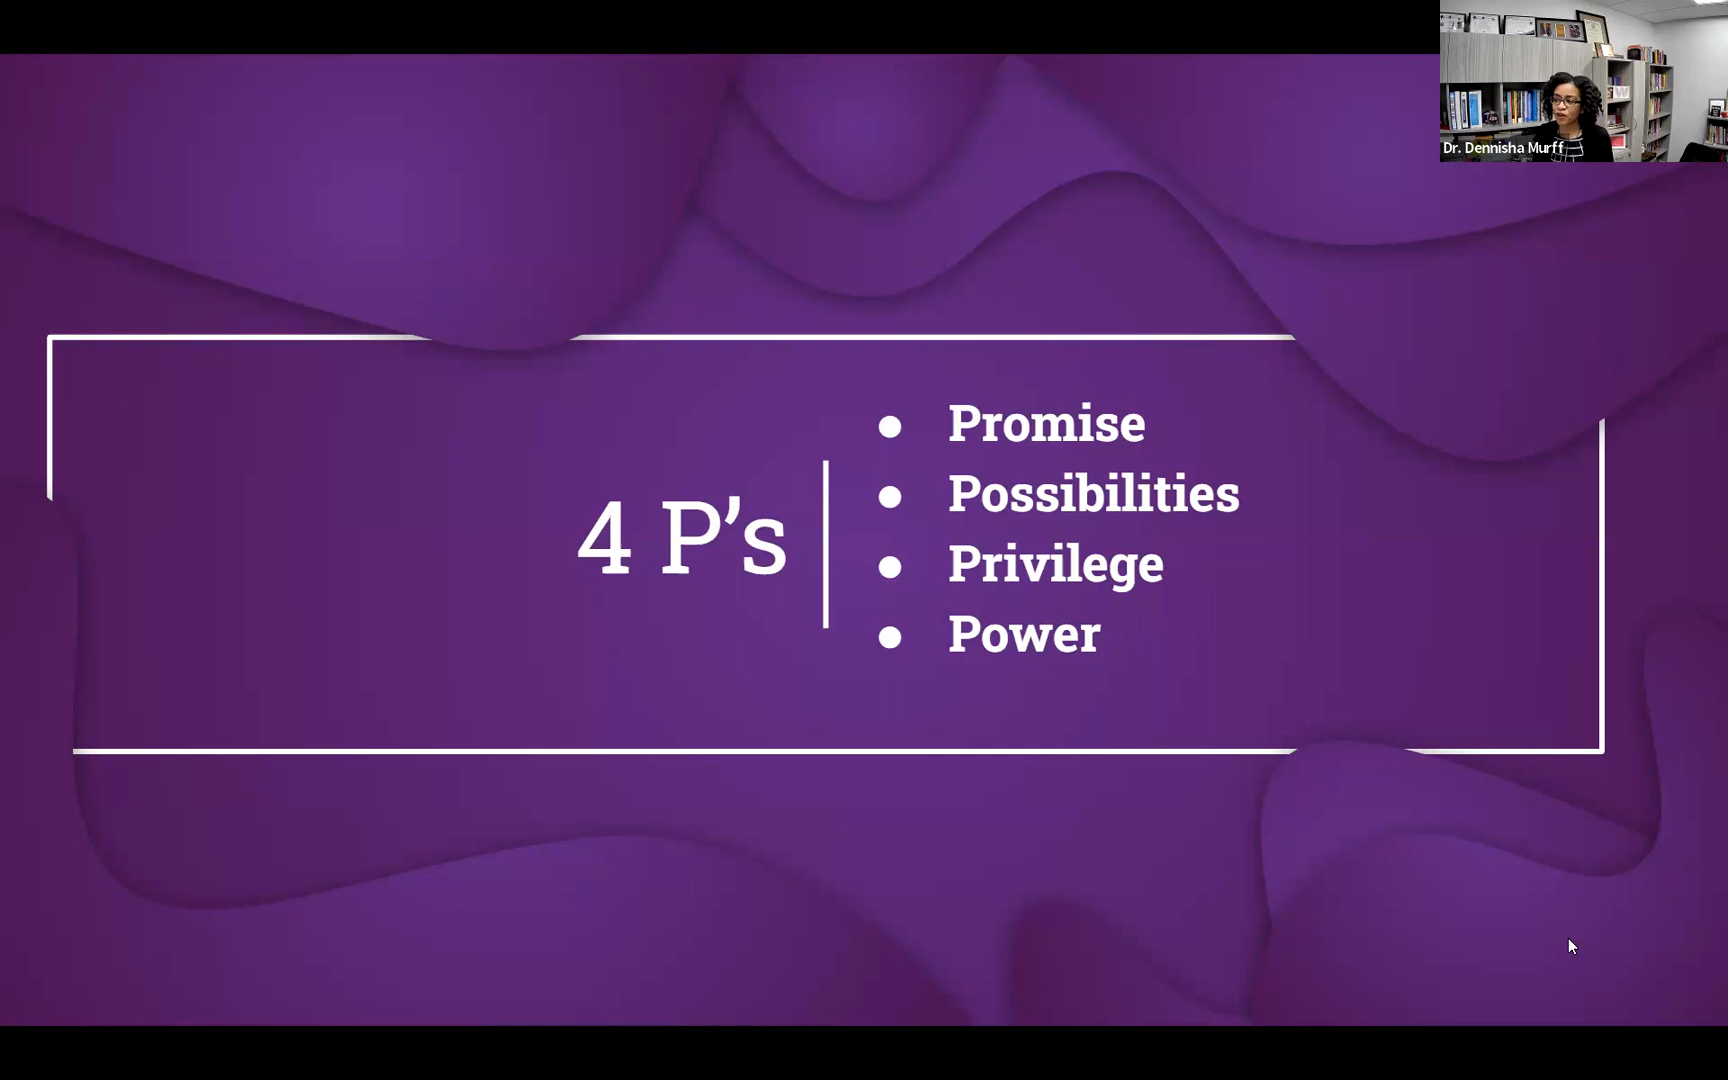 Dr. Dennisha Murff
4 P’s
● Promise
● Possibilities
● Privilege
● Power